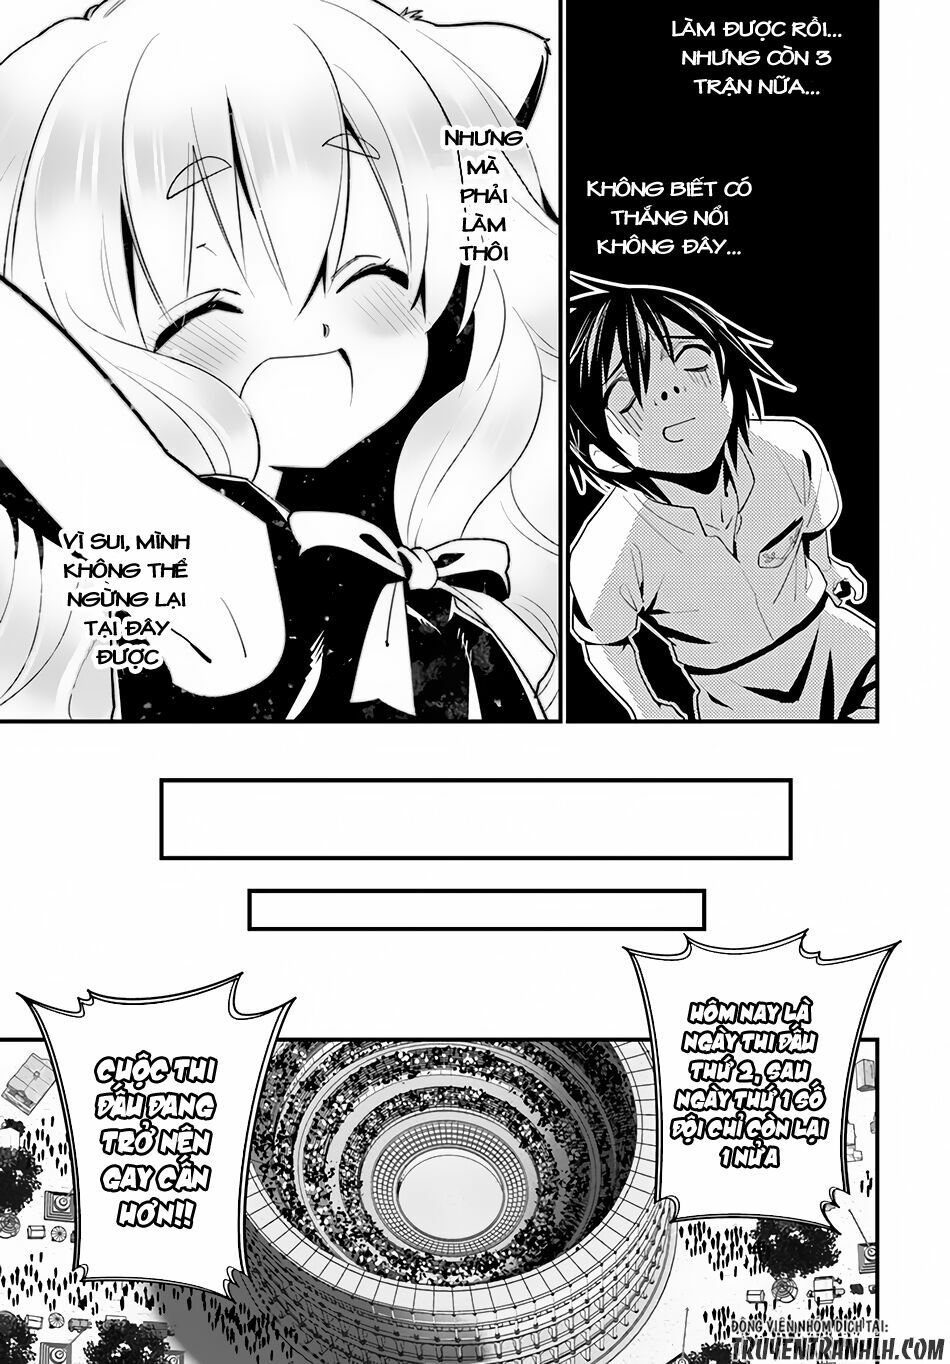 LÀM ĐƯỢC RỒI...
NHƯNG CÒN 3
TRẬN NỮA...
KHÔNG BIẾT CÓ
THẮNG NỔI
KHÔNG ĐÂY...
NHƯNG
MÀ
PHẢI
LÀM
THÔI
VÌ SUI, MÌNH
KHÔNG THỂ
NGỪNG LẠI
TẠI ĐÂY
ĐƯỢC
HÔM NAY LÀ
NGÀY THI ĐẤU
THỨ 2, SAU
NGÀY THỨ 1 SỐ
ĐỘI CHỈ CÒN LẠI
1 NỬA
CUỘC THI
ĐẤU ĐANG
TRỞ NÊN
GAY CẤN
HƠN!!
ĐỘNG VIÊN NHÓM DỊCH TẠI:
TRUYENTRANHLH.COM